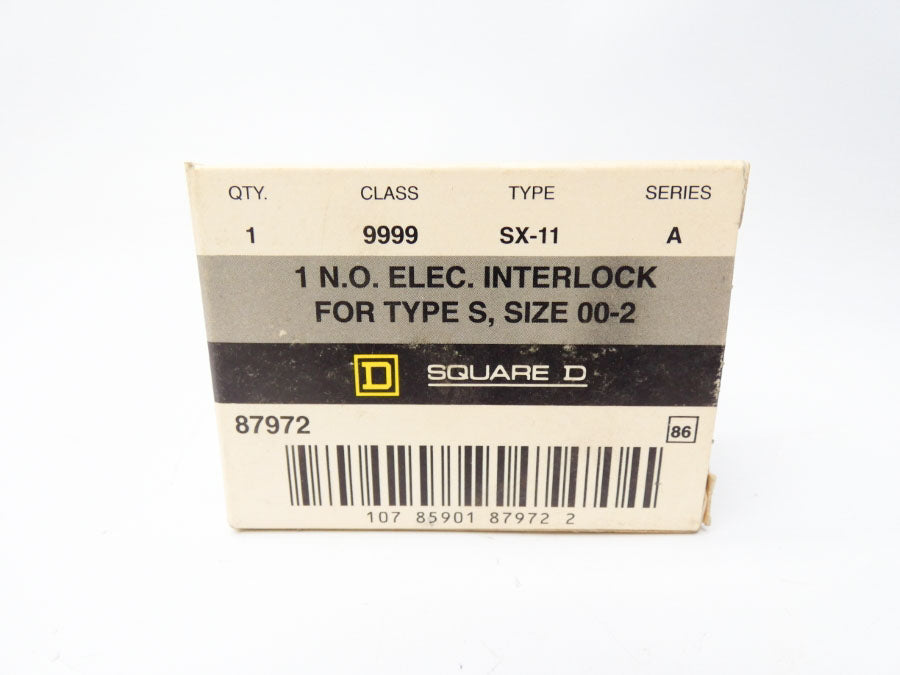 QTY. CLASS TYPE SERIES
1 9999 SX-11 A
1 N.O. ELEC. INTERLOCK
FOR TYPE S, SIZE 00-2
D SQUARE D
87972 86
107 85901 87972 2